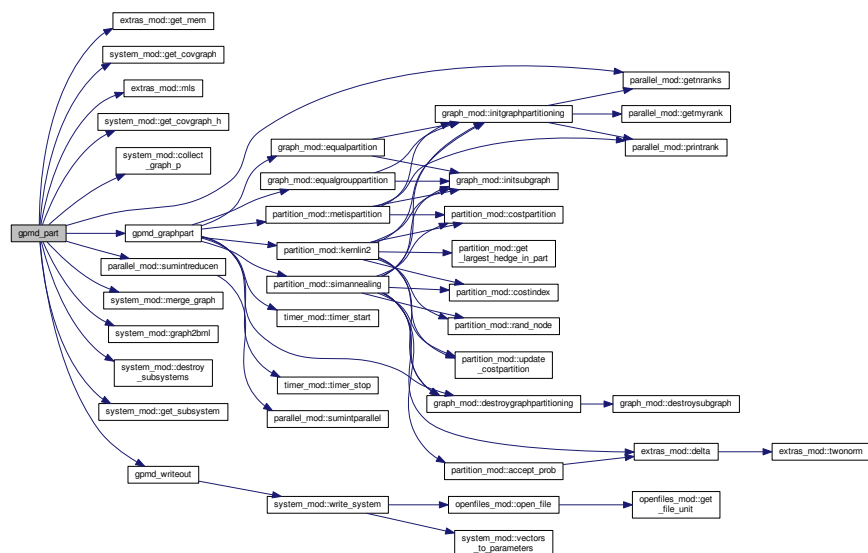 gpmd_part
extras_mod::get_mem
system_mod::get_covgraph
extras_mod::mls
system_mod::get_covgraph_h
system_mod::collect
_graph_p
gpmd_graphpart
parallel_mod::sumintreducen
system_mod::merge_graph
system_mod::graph2bml
system_mod::destroy
_subsystems
system_mod::get_subsystem
gpmd_writeout
graph_mod::equalpartition
graph_mod::equalgrouppartition
partition_mod::metispartition
partition_mod::kernlin2
partition_mod::simannealing
timer_mod::timer_start
timer_mod::timer_stop
parallel_mod::sumintparallel
system_mod::write_system
graph_mod::initgraphpartitioning
graph_mod::initsubgraph
partition_mod::costpartition
partition_mod::get
_largest_hedge_in_part
partition_mod::costindex
partition_mod::rand_node
partition_mod::update
_costpartition
graph_mod::destroygraphpartitioning
partition_mod::accept_prob
openfiles_mod::open_file
system_mod::vectors
_to_parameters
parallel_mod::getnranks
parallel_mod::getmyrank
parallel_mod::printrank
graph_mod::destroysubgraph
extras_mod::delta
openfiles_mod::get
_file_unit
extras_mod::twonorm